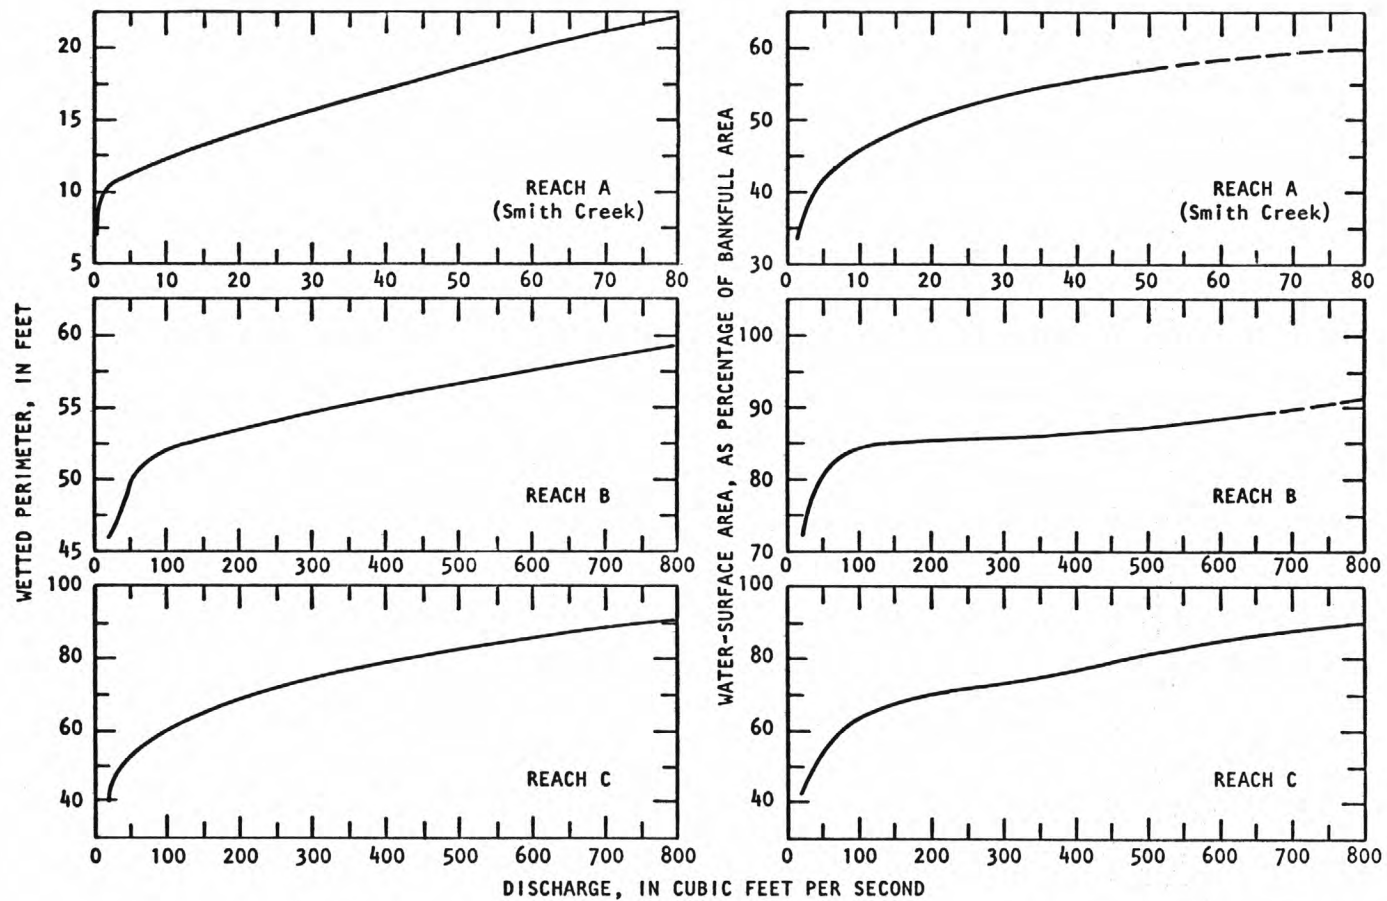 WETTED PERIMETER, IN FEET
20
15
10
5
REACH A
(Smith Creek)
0 10 20 30 40 50 60 70 80
60
55
50
45
REACH B
0 100 200 300 400 500 600 700 800
100
80
60
40
REACH C
0 100 200 300 400 500 600 700 800
WATER-SURFACE AREA, AS PERCENTAGE OF BANKFULL AREA
60
50
40
30
REACH A
(Smith Creek)
0 10 20 30 40 50 60 70 80
100
90
80
70
REACH B
0 100 200 300 400 500 600 700 800
100
80
60
40
REACH C
0 100 200 300 400 500 600 700 800
DISCHARGE, IN CUBIC FEET PER SECOND